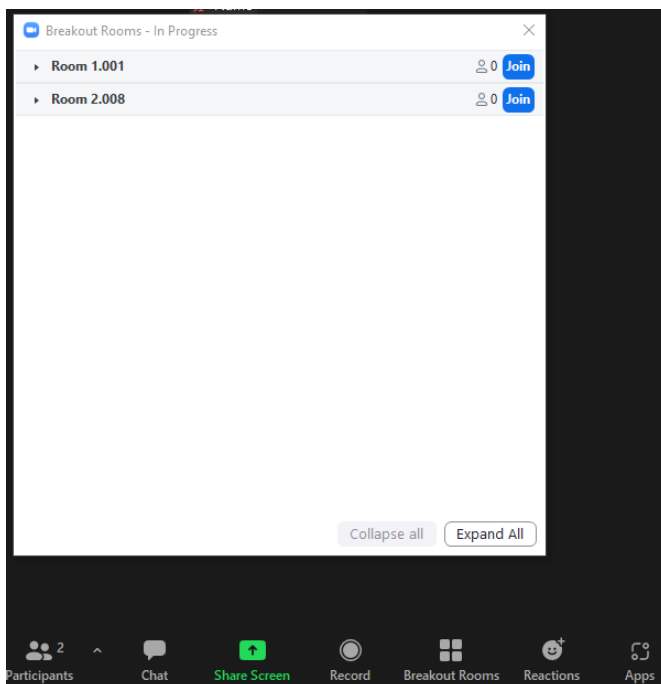 Breakout Rooms - In Progress
Room 1.001 0 Join
Room 2.008 0 Join
Collapse all Expand All
2
Participants Chat Share Screen Record Breakout Rooms Reactions Apps